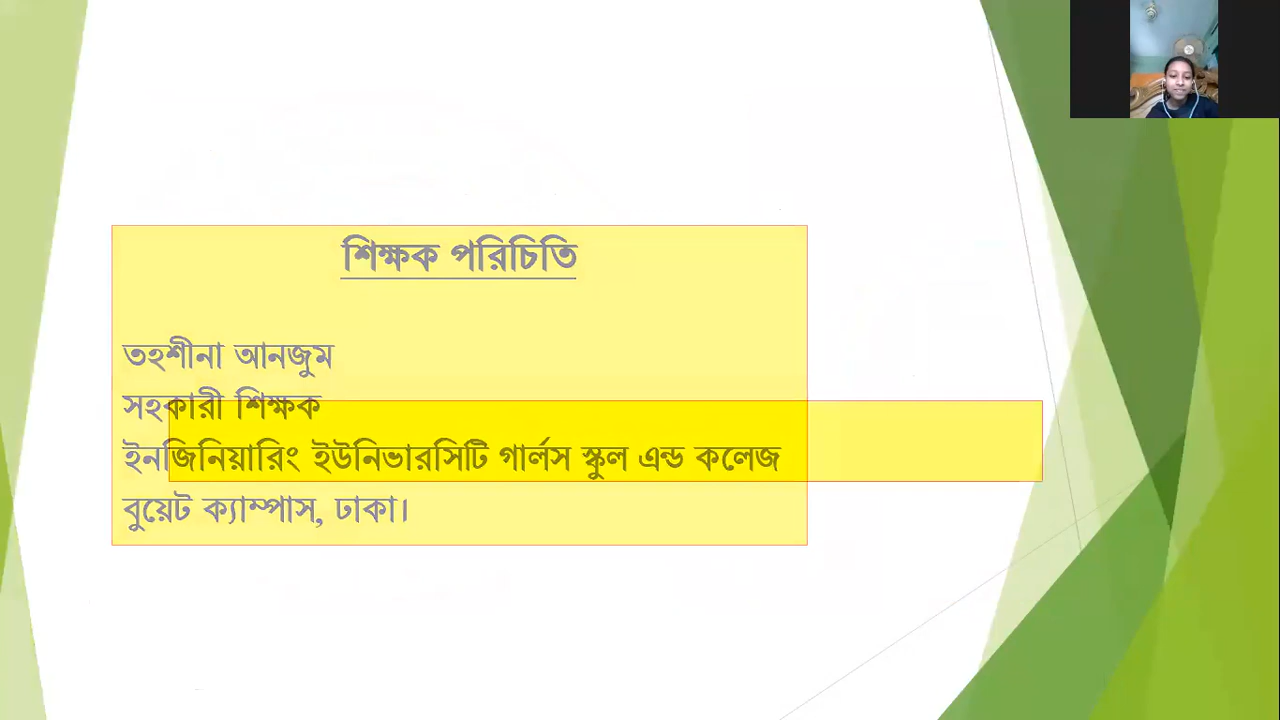 শিক্ষক পরিচিতি
তহশীনা আনজুম
সহকারী শিক্ষক
ইনজিনিয়ারিং ইউনিভারসিটি গার্লস স্কুল এন্ড কলেজ
বুয়েট ক্যাম্পাস, ঢাকা।